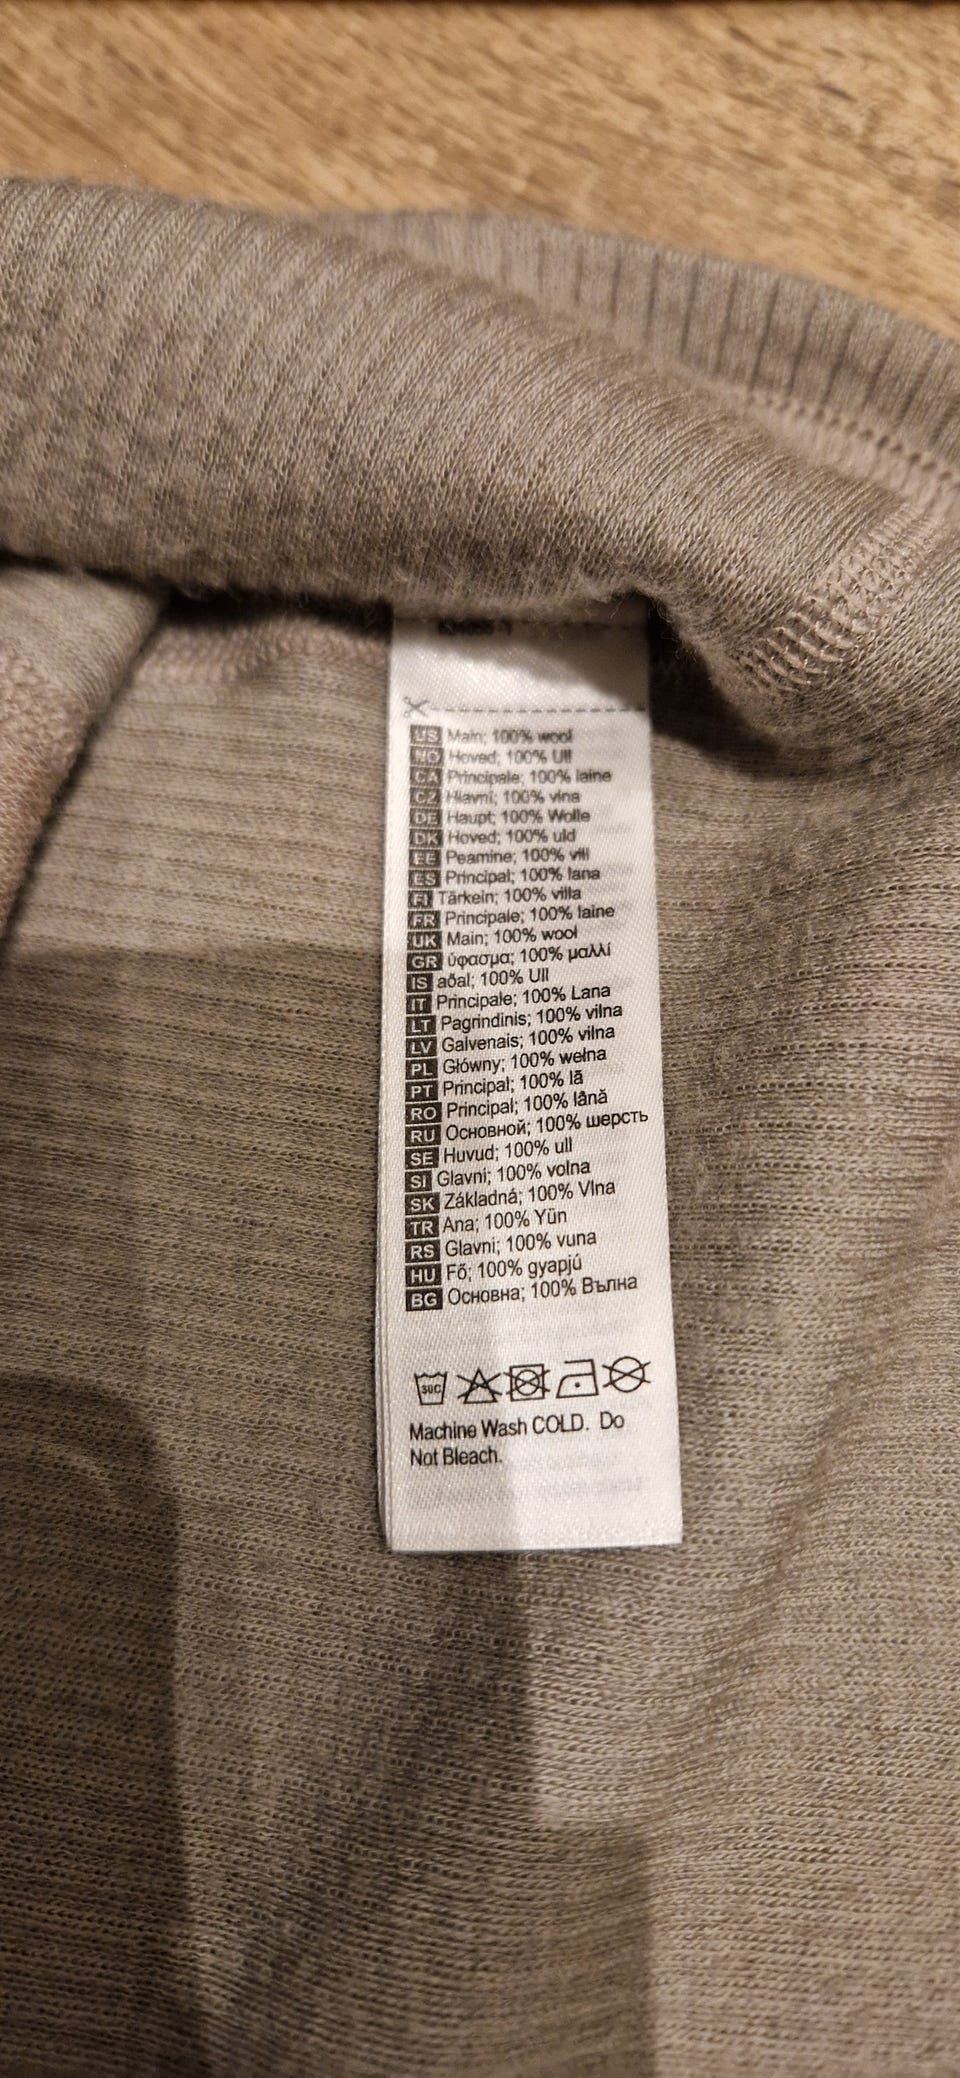 US Main; 100% wool
NO Hoved; 100% Ull
CA Principale; 100% laine
CZ Hlavní; 100% vlna
DE Haupt; 100% Wolle
DK Hoved; 100% uld
EE Peamine; 100% vill
ES Principal; 100% lana
FI Tärkein; 100% villa
FR Principale; 100% laine
UK Main; 100% wool
GR ύφασμα; 100% μαλλί
IS aðal; 100% Ull
IT Principale; 100% Lana
LT Pagrindinis; 100% vilna
LV Galvenais; 100% vilna
PL Główny; 100% wełna
PT Principal; 100% lã
RO Principal; 100% lână
RU Основной; 100% шерсть
SE Huvud; 100% ull
SI Glavni; 100% volna
SK Základná; 100% Vlna
TR Ana; 100% Yün
RS Glavni; 100% vuna
HU Fő; 100% gyapjú
BG Основна; 100% Вълна
30C
Machine Wash COLD. Do
Not Bleach.